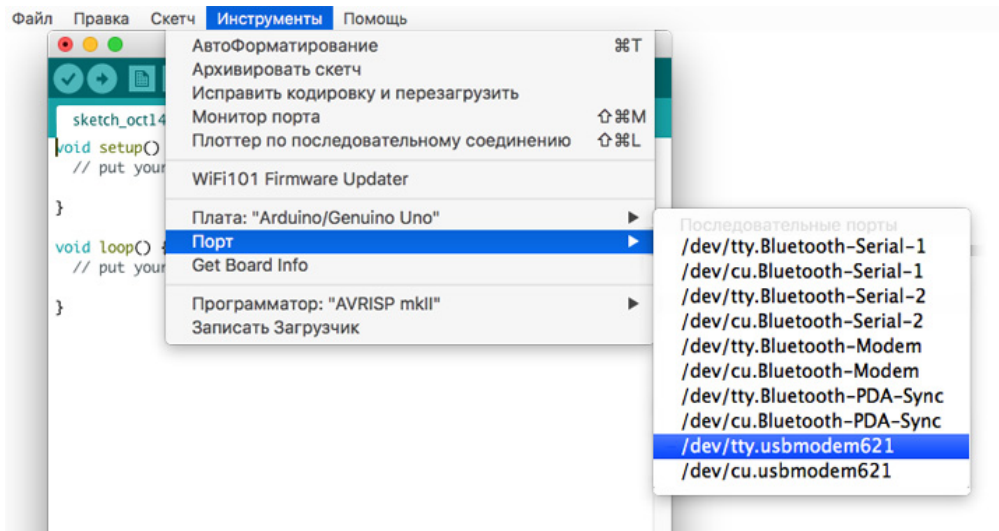 Файл Правка Скетч Инструменты Помощь
АвтоФорматирование ⌘T
Архивировать скетч
Исправить кодировку и перезагрузить
Монитор порта ⇧⌘M
Плоттер по последовательному соединению ⇧⌘L
WiFi101 Firmware Updater
Плата: "Arduino/Genuino Uno"
Порт
Get Board Info
Программатор: "AVRISP mkII"
Записать Загрузчик
sketch_oct14
void setup()
// put your
}
void loop() {
// put your
}
Последовательные порты
/dev/tty.Bluetooth-Serial-1
/dev/cu.Bluetooth-Serial-1
/dev/tty.Bluetooth-Serial-2
/dev/cu.Bluetooth-Serial-2
/dev/tty.Bluetooth-Modem
/dev/cu.Bluetooth-Modem
/dev/tty.Bluetooth-PDA-Sync
/dev/cu.Bluetooth-PDA-Sync
/dev/tty.usbmodem621
/dev/cu.usbmodem621